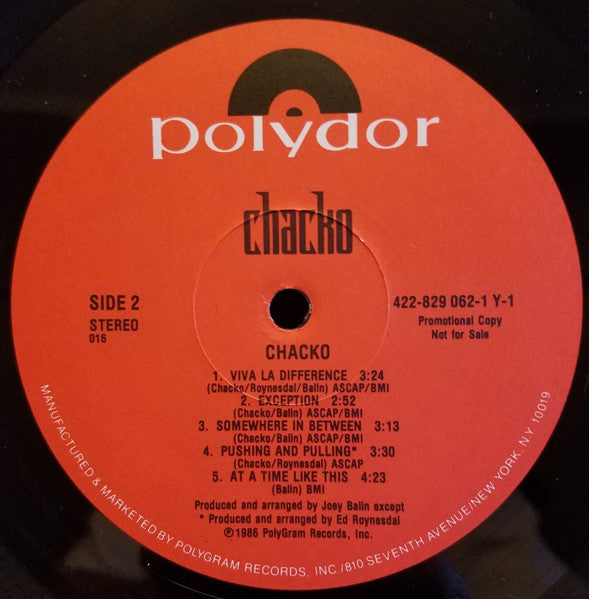 polydor
chacko
SIDE 2
STEREO
016
422-829 062-1 Y-1
Promotional Copy
Not for Sale
CHACKO
1. VIVA LA DIFFERENCE 3:24
(Chacko/Roynesdal/Balin) ASCAP/BMI
2. EXCEPTION 2:52
(Chacko/Balin) ASCAP/BMI
3. SOMEWHERE IN BETWEEN 3:13
(Chacko/Balin) ASCAP/BMI
4. PUSHING AND PULLING* 3:30
(Chacko/Roynesdal) ASCAP
5. AT A TIME LIKE THIS 4:23
(Balin) BMI
Produced and arranged by Joey Balin except
* Produced and arranged by Ed Roynesdal
℗1986 PolyGram Records, Inc.
MANUFACTURED & MARKETED BY POLYGRAM RECORDS, INC./810 SEVENTH AVENUE/NEW YORK. NY 10019